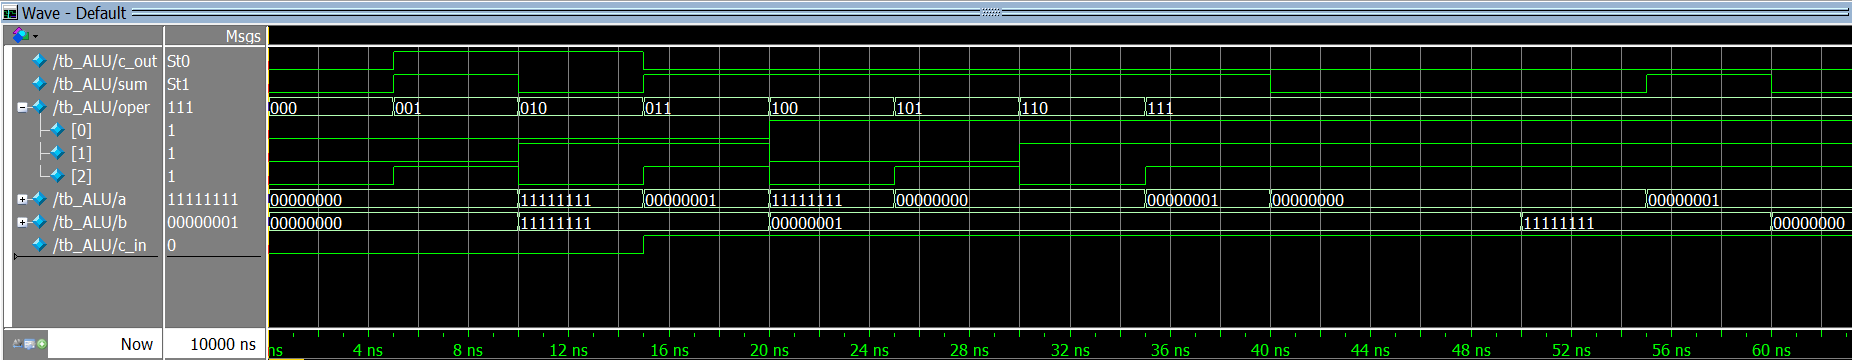 Wave - Default
Msgs
/tb_ALU/c_out St0
/tb_ALU/sum St1
/tb_ALU/oper 111 000 001 010 011 100 101 110 111
[0] 1
[1] 1
[2] 1
/tb_ALU/a 11111111 00000000 11111111 00000001 11111111 00000000 00000001 00000000 00000001
/tb_ALU/b 00000001 00000000 11111111 00000001 11111111 00000000
/tb_ALU/c_in 0
Now 10000 ns ns 4 ns 8 ns 12 ns 16 ns 20 ns 24 ns 28 ns 32 ns 36 ns 40 ns 44 ns 48 ns 52 ns 56 ns 60 ns